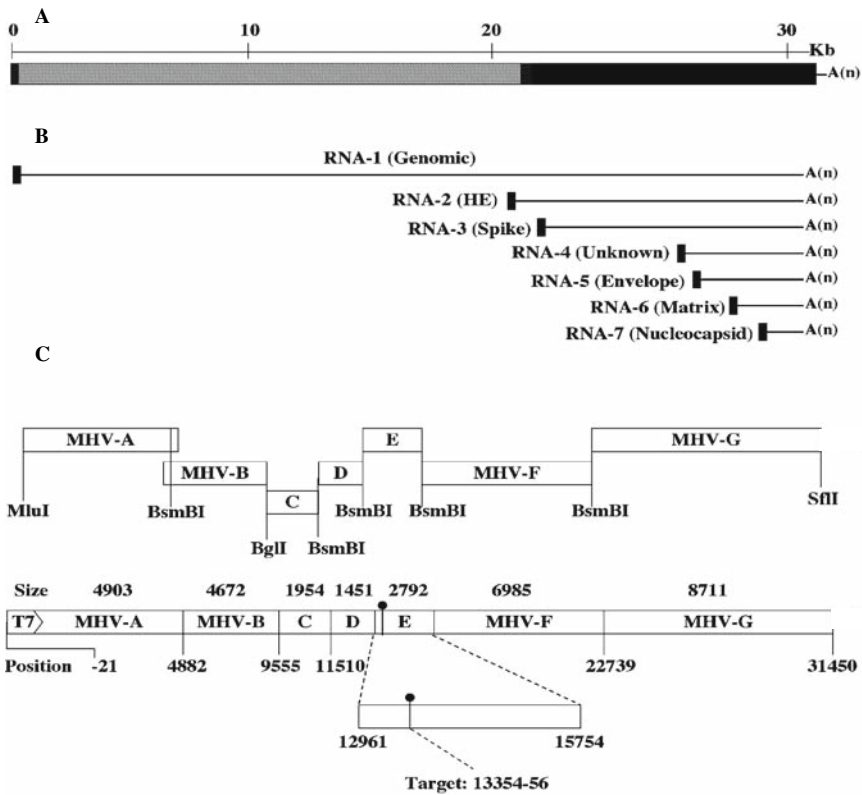 A
0 10 20 30
Kb
A(n)
B
RNA-1 (Genomic) A(n)
RNA-2 (HE) A(n)
RNA-3 (Spike) A(n)
RNA-4 (Unknown) A(n)
RNA-5 (Envelope) A(n)
RNA-6 (Matrix) A(n)
RNA-7 (Nucleocapsid) A(n)
C
MHV-A E MHV-G
MHV-B D MHV-F
C
MluI BsmBI BsmBI BsmBI BsmBI SfiI
BglI BsmBI
Size 4903 4672 1954 1451 2792 6985 8711
T7 MHV-A MHV-B C D E MHV-F MHV-G
Position -21 4882 9555 11510 22739 31450
12961 15754
Target: 13354-56